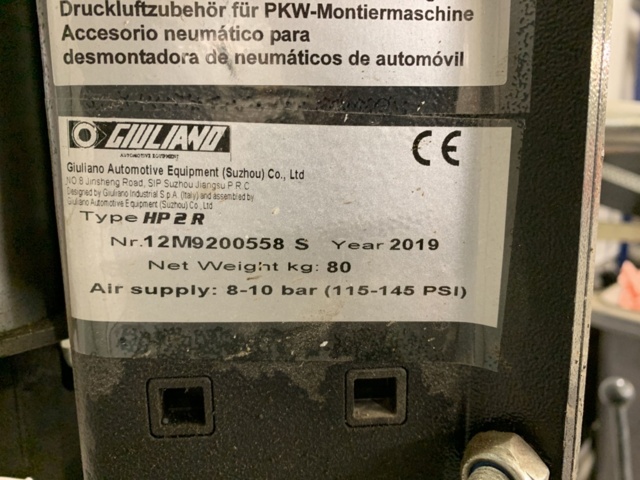 Druckluftzubehör für PKW-Montiermaschine
Accesorio neumático para
desmontadora de neumáticos de automóvil
GIULIANO
AUTOMOTIVE EQUIPMENT
CE
Giuliano Automotive Equipment (Suzhou) Co., Ltd
NO.8 Jinsheng Road, SIP Suzhou Jiangsu P.R.C
Designed by Giuliano Industrial S.p.A. (Italy) and assembled by
Giuliano Automotive Equipment (Suzhou) Co., Ltd
Type HP2R
Nr.12M9200558 S Year 2019
Net Weight kg: 80
Air supply: 8-10 bar (115-145 PSI)